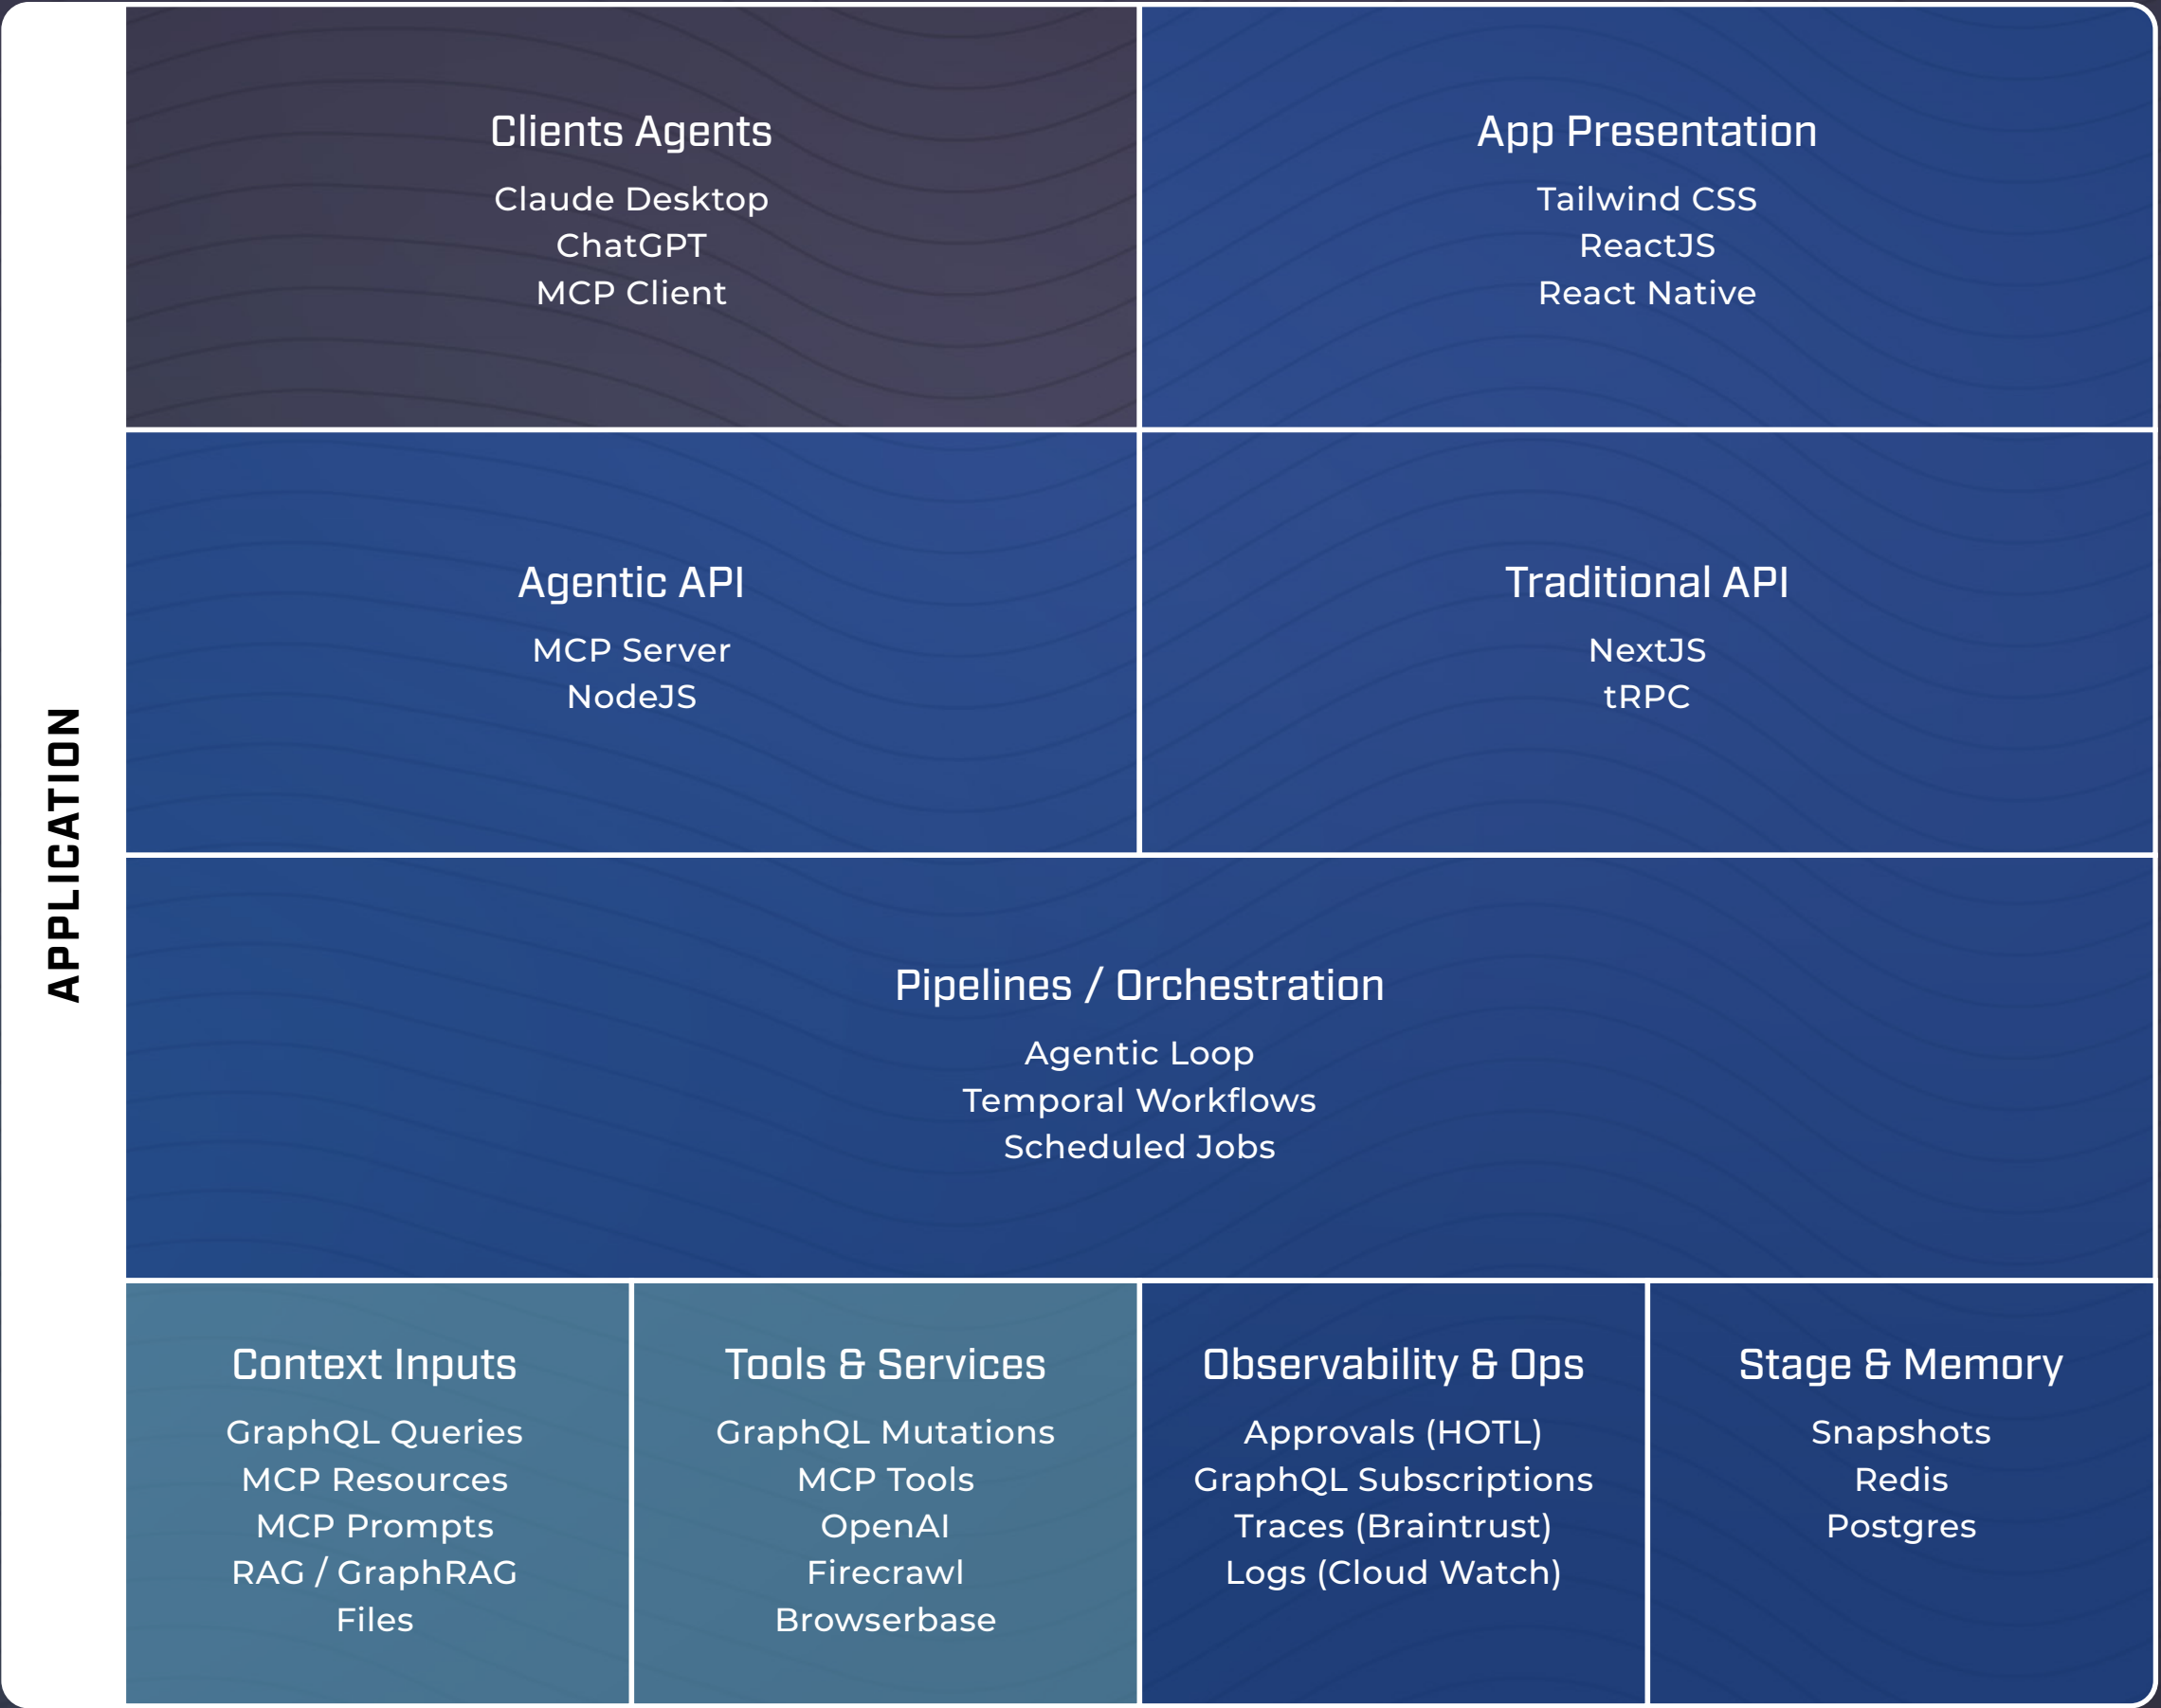 APPLICATION
Clients Agents
Claude Desktop
ChatGPT
MCP Client
App Presentation
Tailwind CSS
ReactJS
React Native
Agentic API
MCP Server
NodeJS
Traditional API
NextJS
tRPC
Pipelines / Orchestration
Agentic Loop
Temporal Workflows
Scheduled Jobs
Context Inputs
GraphQL Queries
MCP Resources
MCP Prompts
RAG / GraphRAG
Files
Tools & Services
GraphQL Mutations
MCP Tools
OpenAI
Firecrawl
Browserbase
Observability & Ops
Approvals (HOTL)
GraphQL Subscriptions
Traces (Braintrust)
Logs (Cloud Watch)
Stage & Memory
Snapshots
Redis
Postgres